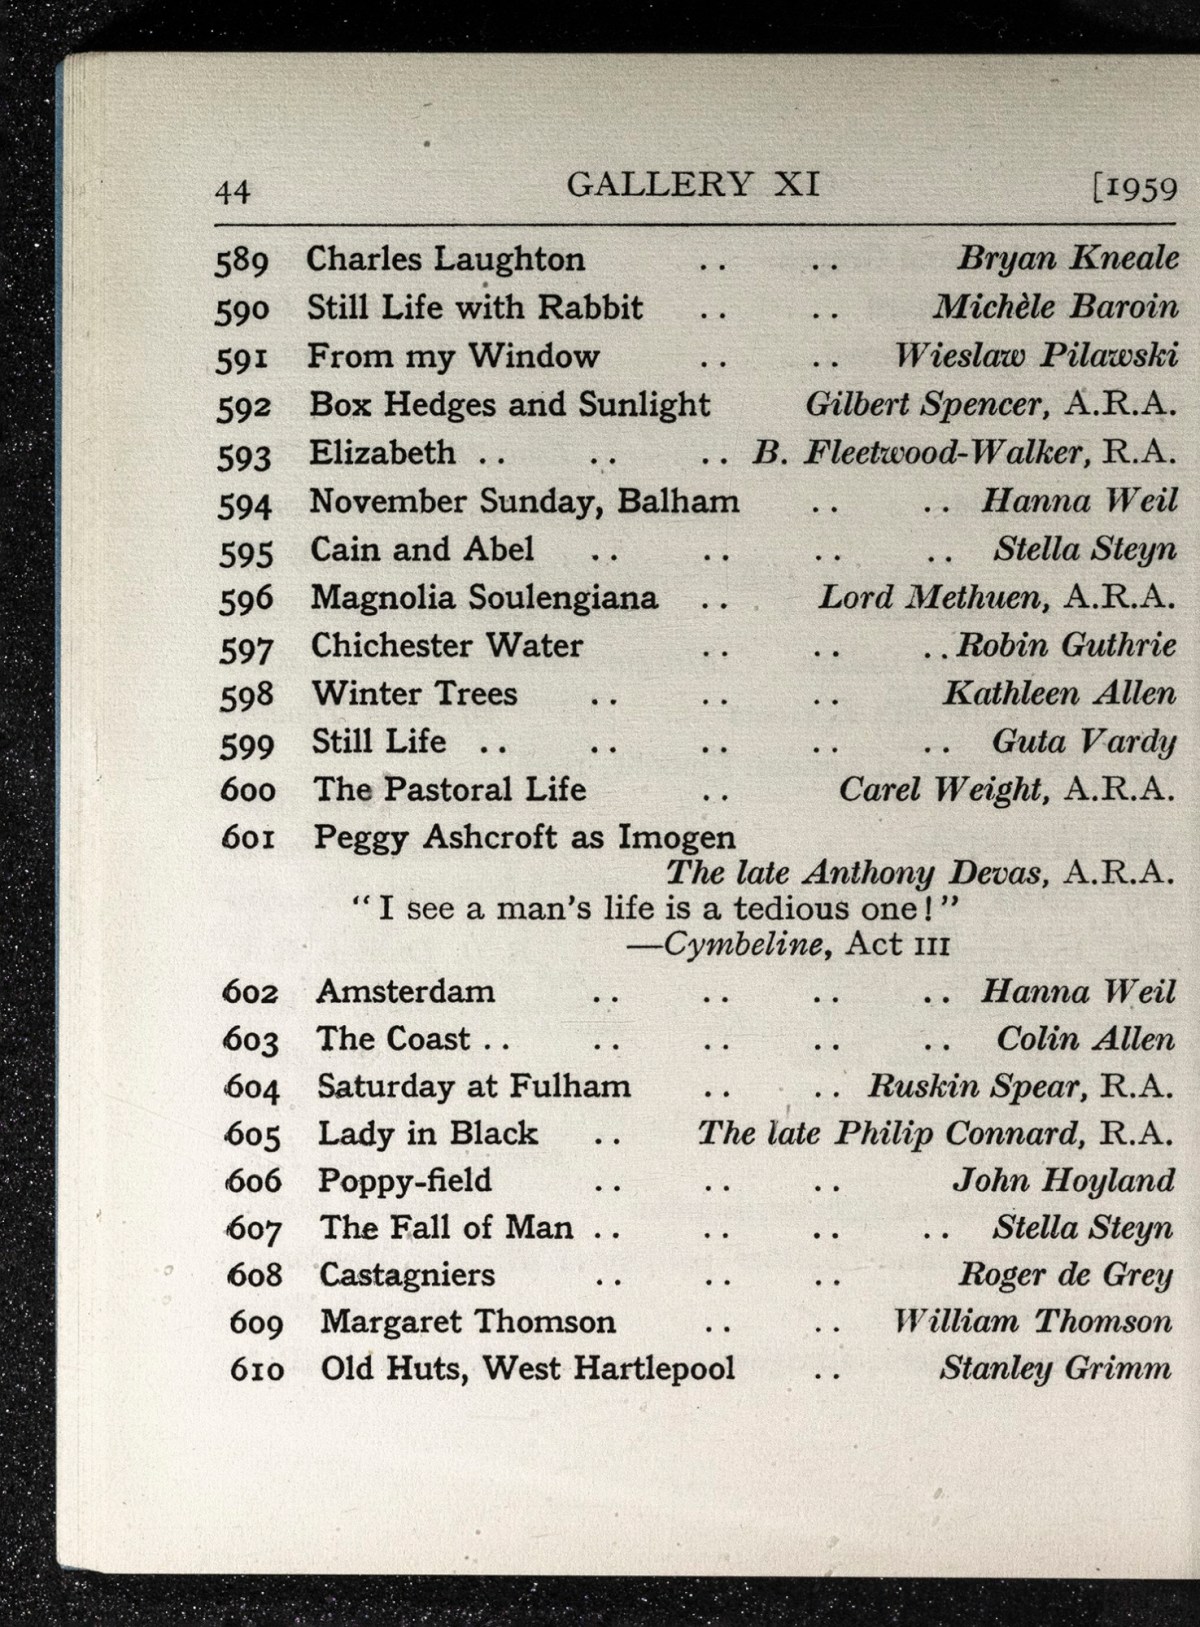 44 GALLERY XI [1959
589 Charles Laughton .. .. Bryan Kneale
590 Still Life with Rabbit .. .. Michèle Baroin
591 From my Window .. .. Wieslaw Pilawski
592 Box Hedges and Sunlight Gilbert Spencer, A.R.A.
593 Elizabeth .. .. .. B. Fleetwood-Walker, R.A.
594 November Sunday, Balham .. .. Hanna Weil
595 Cain and Abel .. .. .. .. Stella Steyn
596 Magnolia Soulengiana .. Lord Methuen, A.R.A.
597 Chichester Water .. .. .. Robin Guthrie
598 Winter Trees .. .. .. Kathleen Allen
599 Still Life .. .. .. .. .. Guta Vardy
600 The Pastoral Life .. Carel Weight, A.R.A.
601 Peggy Ashcroft as Imogen
The late Anthony Devas, A.R.A.
“I see a man's life is a tedious one!”
—Cymbeline, Act III
602 Amsterdam .. .. .. .. Hanna Weil
603 The Coast .. .. .. .. .. Colin Allen
604 Saturday at Fulham .. .. Ruskin Spear, R.A.
605 Lady in Black .. The late Philip Connard, R.A.
606 Poppy-field .. .. .. John Hoyland
607 The Fall of Man .. .. .. .. Stella Steyn
608 Castagniers .. .. .. Roger de Grey
609 Margaret Thomson .. .. William Thomson
610 Old Huts, West Hartlepool .. Stanley Grimm